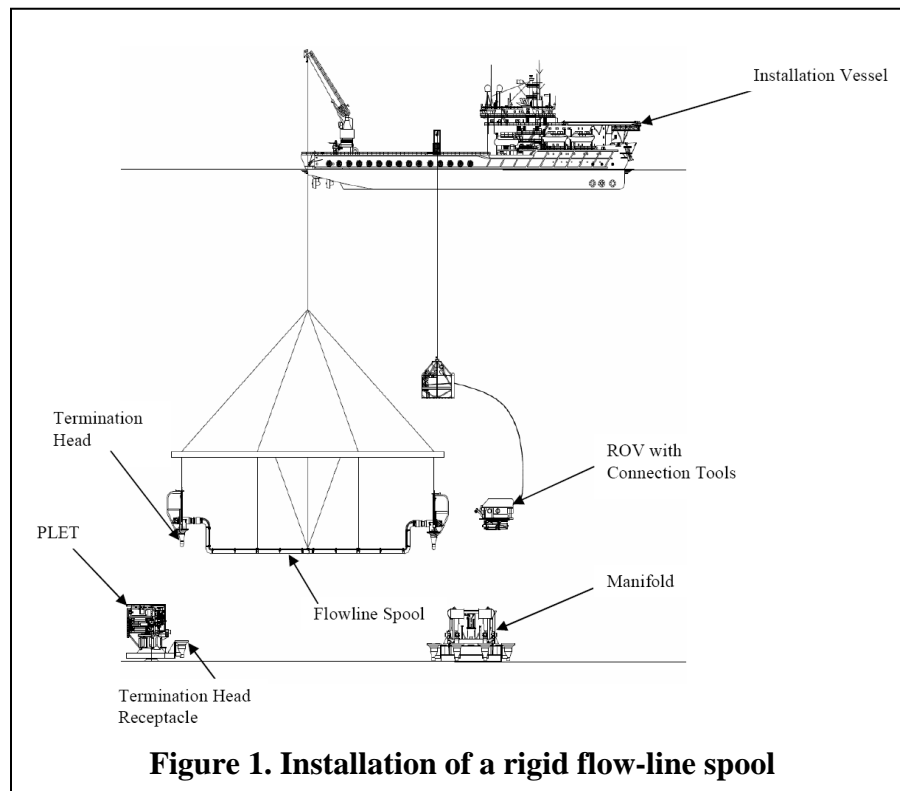 Installation Vessel
Termination
Head
ROV with
Connection Tools
PLET
Manifold
Flowline Spool
Termination Head
Receptacle
Figure 1. Installation of a rigid flow-line spool